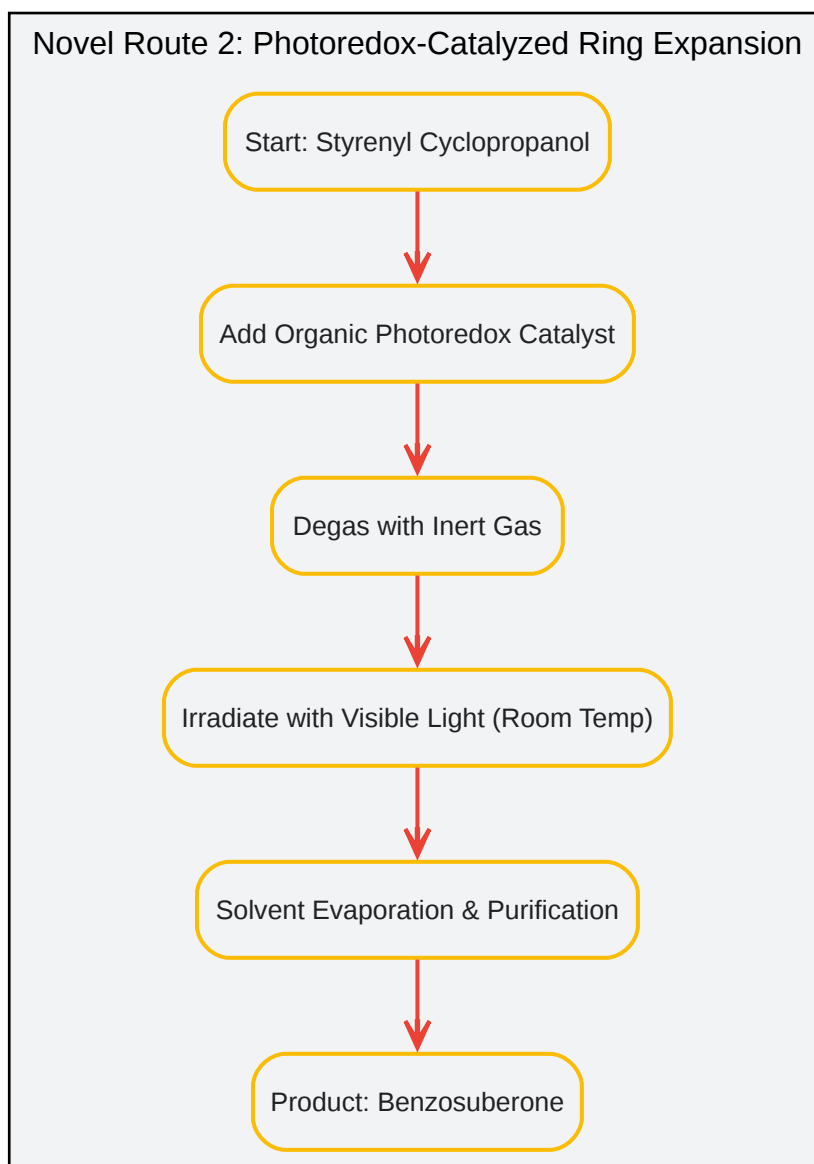 Novel Route 2: Photoredox-Catalyzed Ring Expansion
Start: Styrenyl Cyclopropanol
Add Organic Photoredox Catalyst
Degas with Inert Gas
Irradiate with Visible Light (Room Temp)
Solvent Evaporation & Purification
Product: Benzosuberone